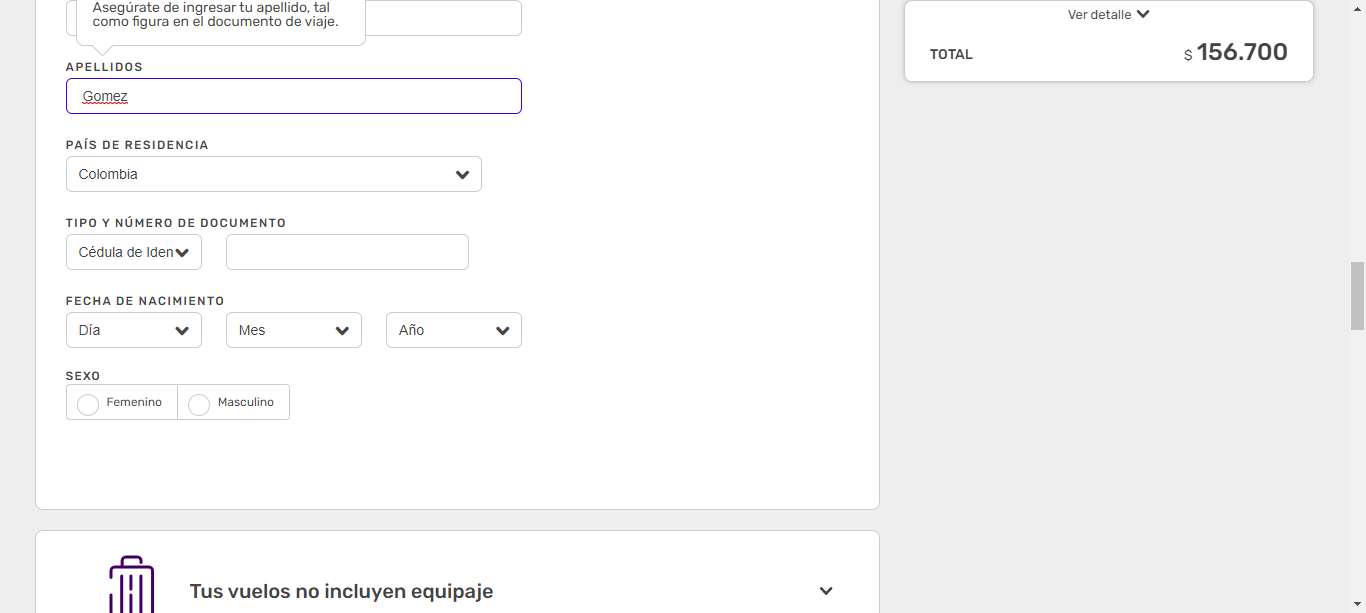 Asegúrate de ingresar tu apellido, tal
como figura en el documento de viaje.
APELLIDOS
Gomez
PAÍS DE RESIDENCIA
Colombia
TIPO Y NÚMERO DE DOCUMENTO
Cédula de Iden
FECHA DE NACIMIENTO
Día Mes Año
SEXO
Femenino Masculino
Tus vuelos no incluyen equipaje
Ver detalle
TOTAL $ 156.700